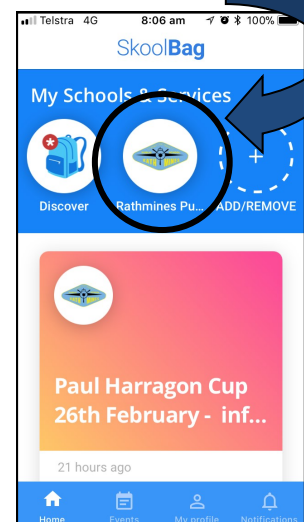 Telstra 4G 8:06 am 100%
SkoolBag
My Schools & Services
Discover
Rathmines Pu...
ADD/REMOVE
Paul Harragon Cup
26th February - inf...
21 hours ago
Home Events My profile Notifications